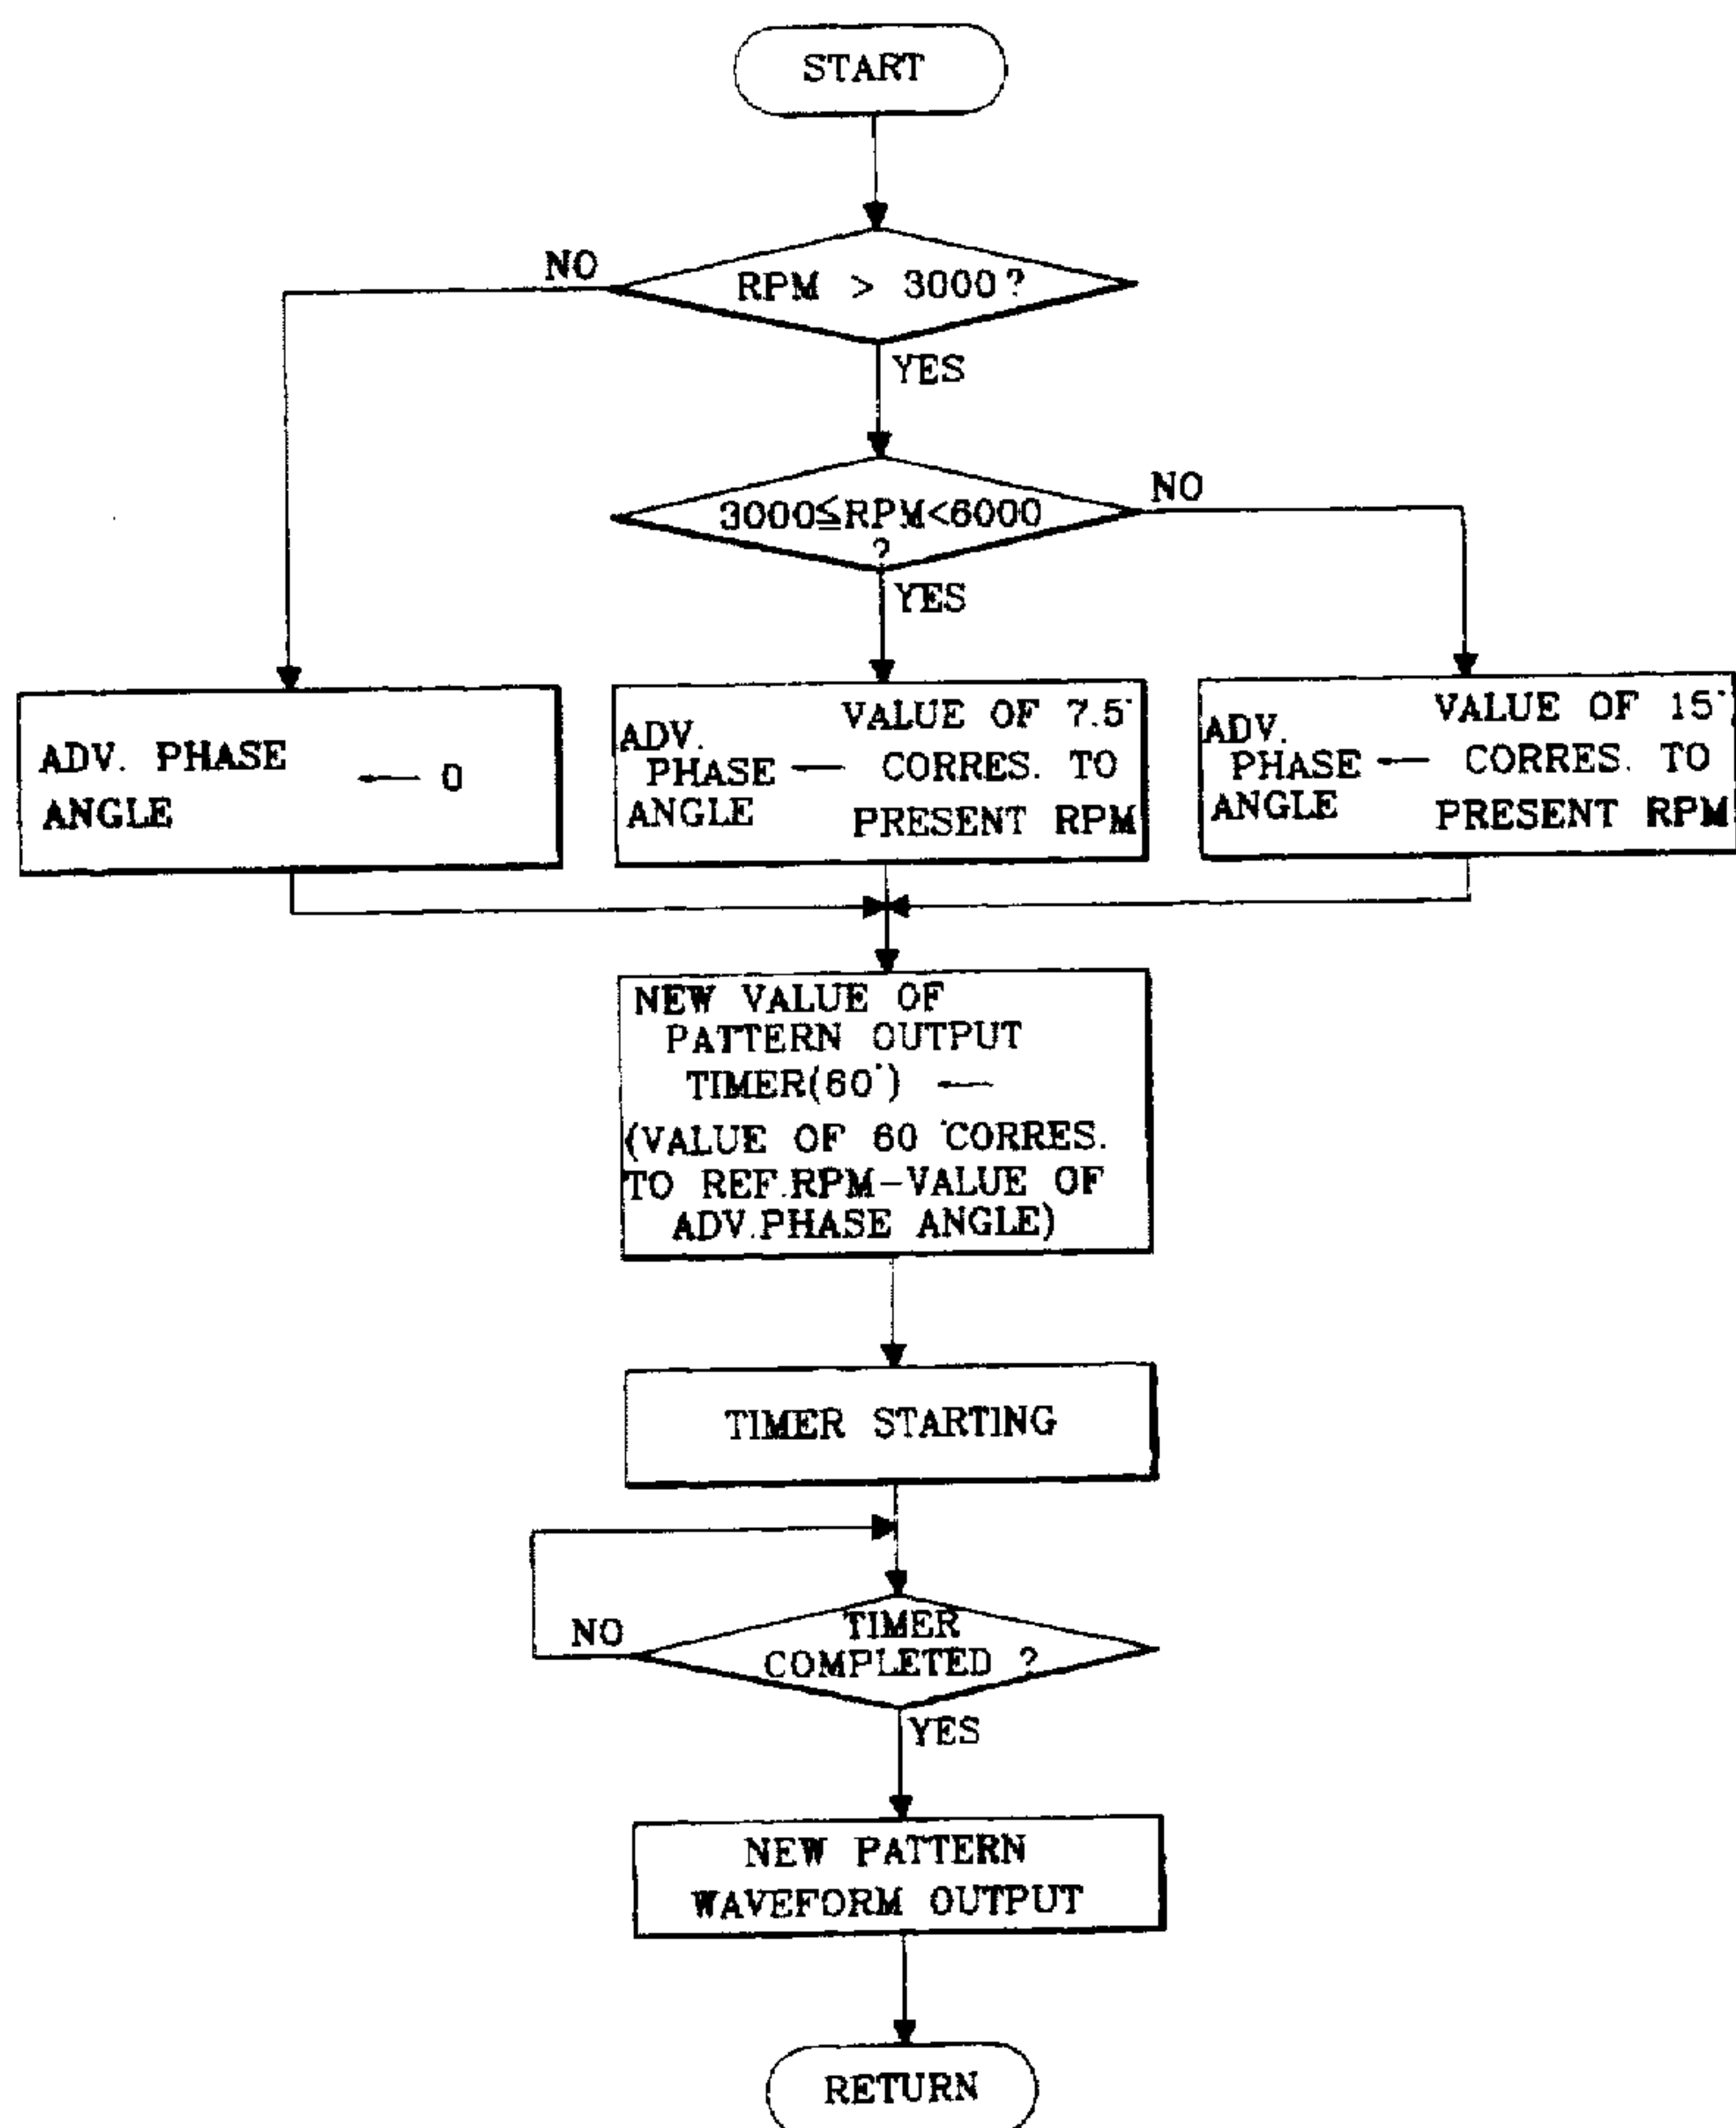 START
NO
RPM > 3000?
YES
3000≦RPM<6000
?
NO
YES
ADV. PHASE
ANGLE
← 0
ADV.
PHASE ←
ANGLE
VALUE OF 7.5°
CORRES. TO
PRESENT RPM
ADV.
PHASE ←
ANGLE
VALUE OF 15°
CORRES. TO
PRESENT RPM
NEW VALUE OF
PATTERN OUTPUT
TIMER(60°) ←
(VALUE OF 60°CORRES.
TO REF.RPM-VALUE OF
ADV.PHASE ANGLE)
TIMER STARTING
NO
TIMER
COMPLETED ?
YES
NEW PATTERN
WAVEFORM OUTPUT
RETURN